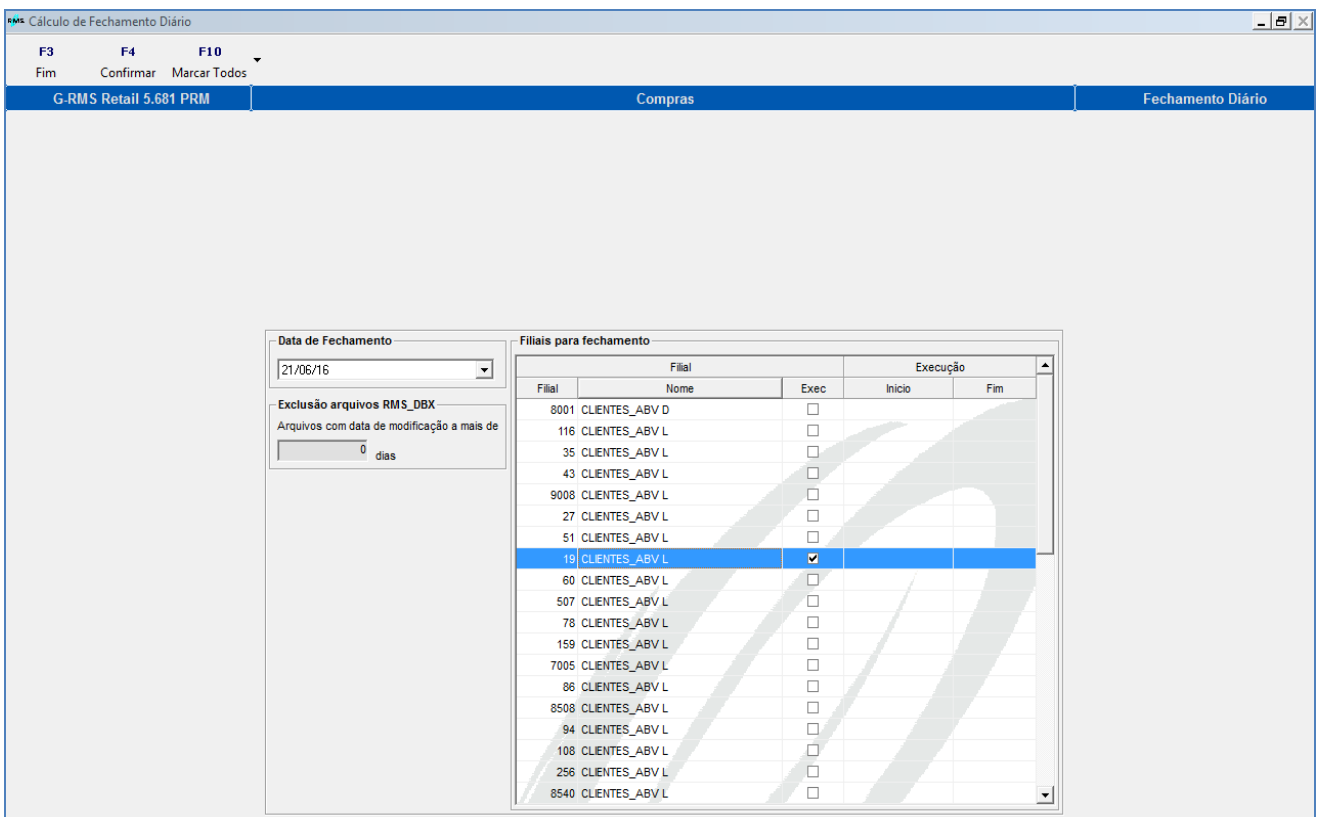 RMS Cálculo de Fechamento Diário
F3 F4 F10
Fim Confirmar Marcar Todos
G-RMS Retail 5.681 PRM Compras Fechamento Diário
Data de Fechamento
21/06/16
Exclusão arquivos RMS_DBX
Arquivos com data de modificação a mais de
0 dias
Filiais para fechamento
Filial Execução
Filial Nome Exec Inicio Fim
8001 CLIENTES_ABV D
116 CLIENTES_ABV L
35 CLIENTES_ABV L
43 CLIENTES_ABV L
9008 CLIENTES_ABV L
27 CLIENTES_ABV L
51 CLIENTES_ABV L
19 CLIENTES_ABV L
60 CLIENTES_ABV L
507 CLIENTES_ABV L
78 CLIENTES_ABV L
159 CLIENTES_ABV L
7005 CLIENTES_ABV L
86 CLIENTES_ABV L
8508 CLIENTES_ABV L
94 CLIENTES_ABV L
108 CLIENTES_ABV L
256 CLIENTES_ABV L
8540 CLIENTES_ABV L